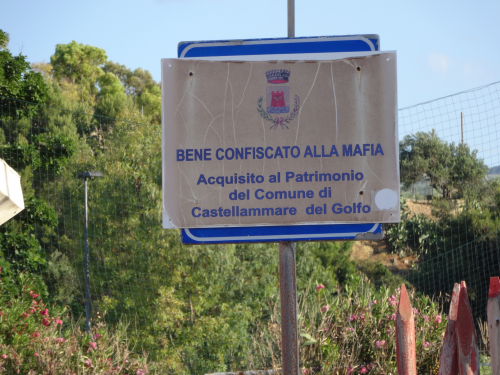 BENE CONFISCATO ALLA MAFIA
Acquisito al Patrimonio
del Comune di
Castellammare del Golfo